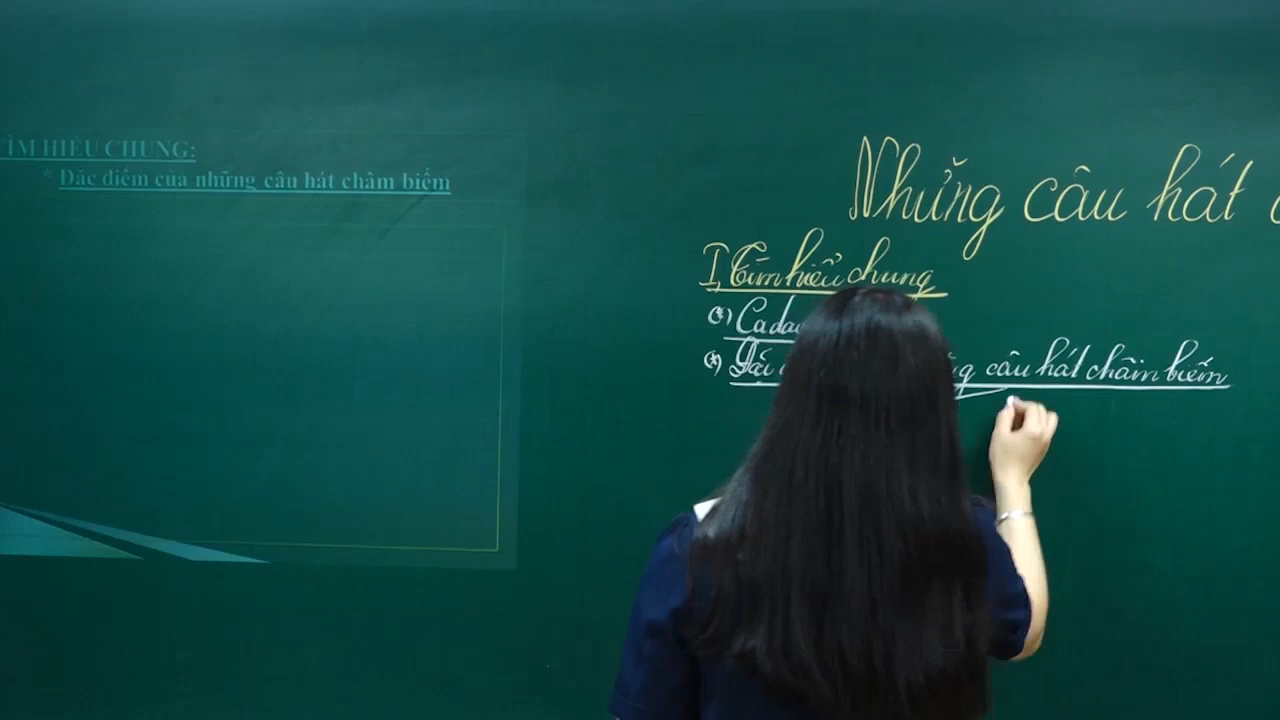 TÌM HIỂU CHUNG:
* Đặc điểm của những câu hát châm biếm
Những câu hát
I, Tìm hiểu chung
(*) Ca dao
(*) câu hát châm biếm